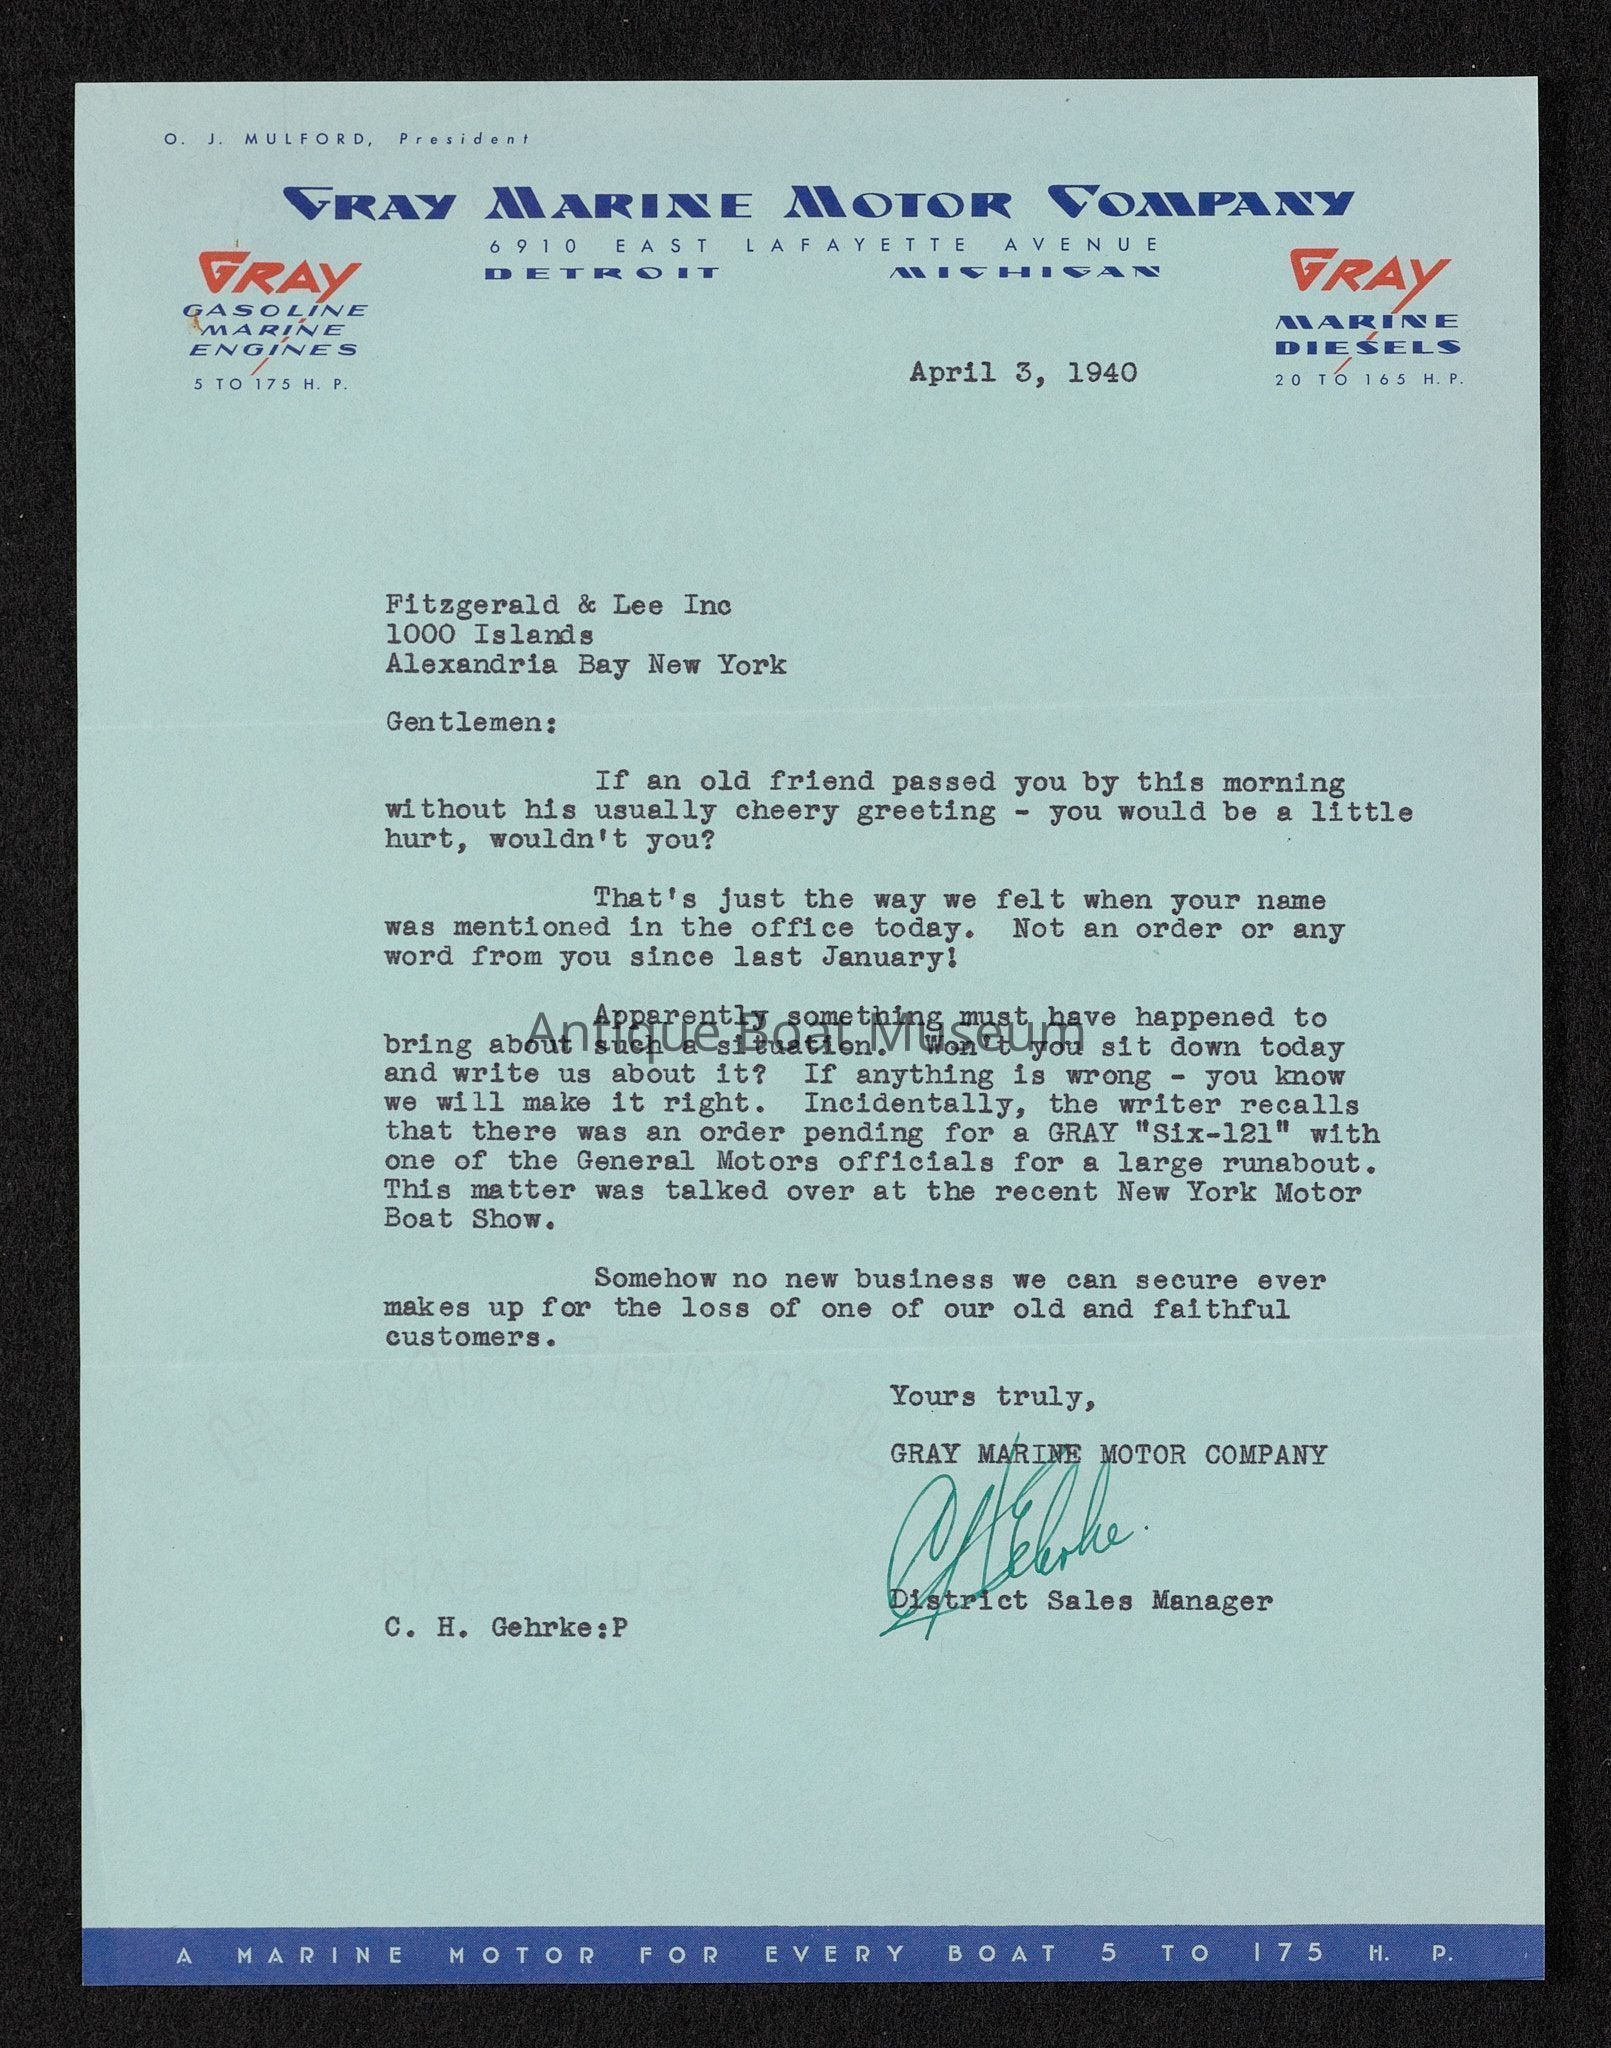 O. J. MULFORD, President
GRAY MARINE MOTOR COMPANY
6910 EAST LAFAYETTE AVENUE
DETROIT MICHIGAN
GRAY
GASOLINE
MARINE
ENGINES
5 TO 175 H. P.
GRAY
MARINE
DIESELS
20 TO 165 H. P.
April 3, 1940
Fitzgerald & Lee Inc
1000 Islands
Alexandria Bay New York
Gentlemen:
If an old friend passed you by this morning
without his usually cheery greeting - you would be a little
hurt, wouldn't you?
That's just the way we felt when your name
was mentioned in the office today. Not an order or any
word from you since last January!
Apparently something must have happened to
Antique Boat Museum
bring about such a situation. Won't you sit down today
and write us about it? If anything is wrong - you know
we will make it right. Incidentally, the writer recalls
that there was an order pending for a GRAY "Six-121" with
one of the General Motors officials for a large runabout.
This matter was talked over at the recent New York Motor
Boat Show.
Somehow no new business we can secure ever
makes up for the loss of one of our old and faithful
customers.
Yours truly,
GRAY MARINE MOTOR COMPANY
C H Gehrke.
District Sales Manager
C. H. Gehrke:P
A MARINE MOTOR FOR EVERY BOAT 5 TO 175 H. P.